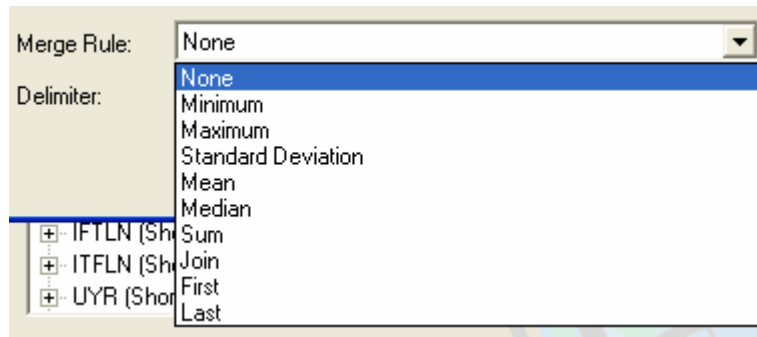 Merge Rule: None
None
Delimiter:
Minimum
Maximum
Standard Deviation
Mean
Median
IFTLN (Sh
Sum
ITFLN (Sh
Join
UYR (Shor
First
Last